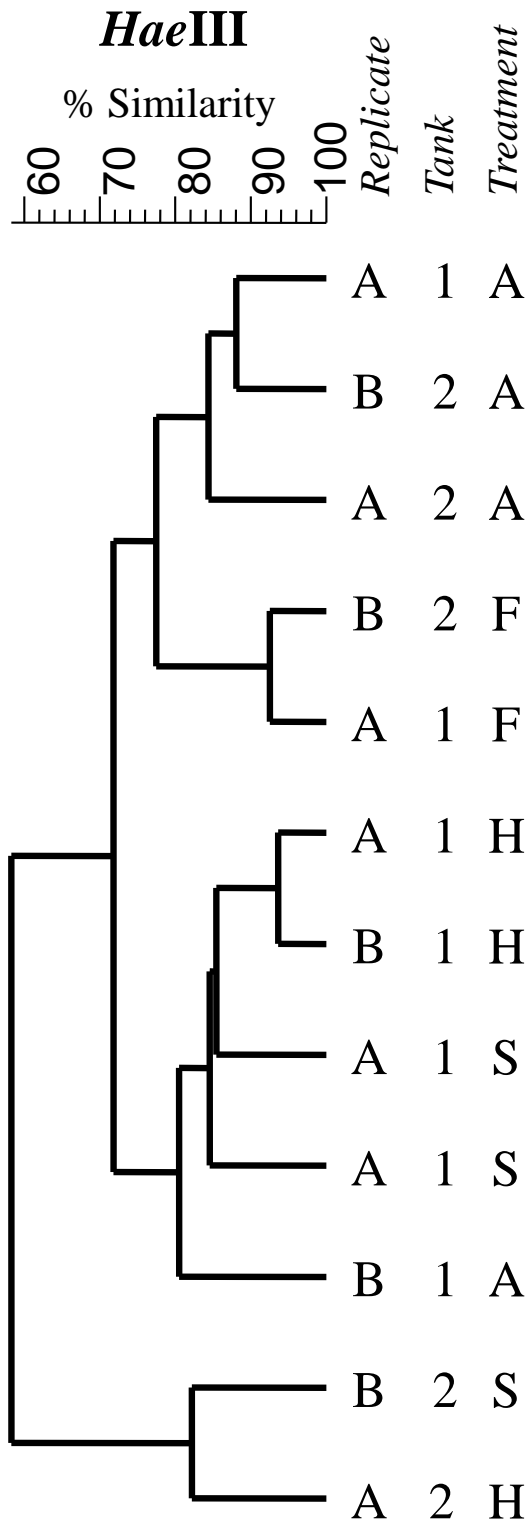 HaeIII
% Similarity
60 70 80 90 100 Replicate Tank Treatment
A 1 A
B 2 A
A 2 A
B 2 F
A 1 F
A 1 H
B 1 H
A 1 S
A 1 S
B 1 A
B 2 S
A 2 H